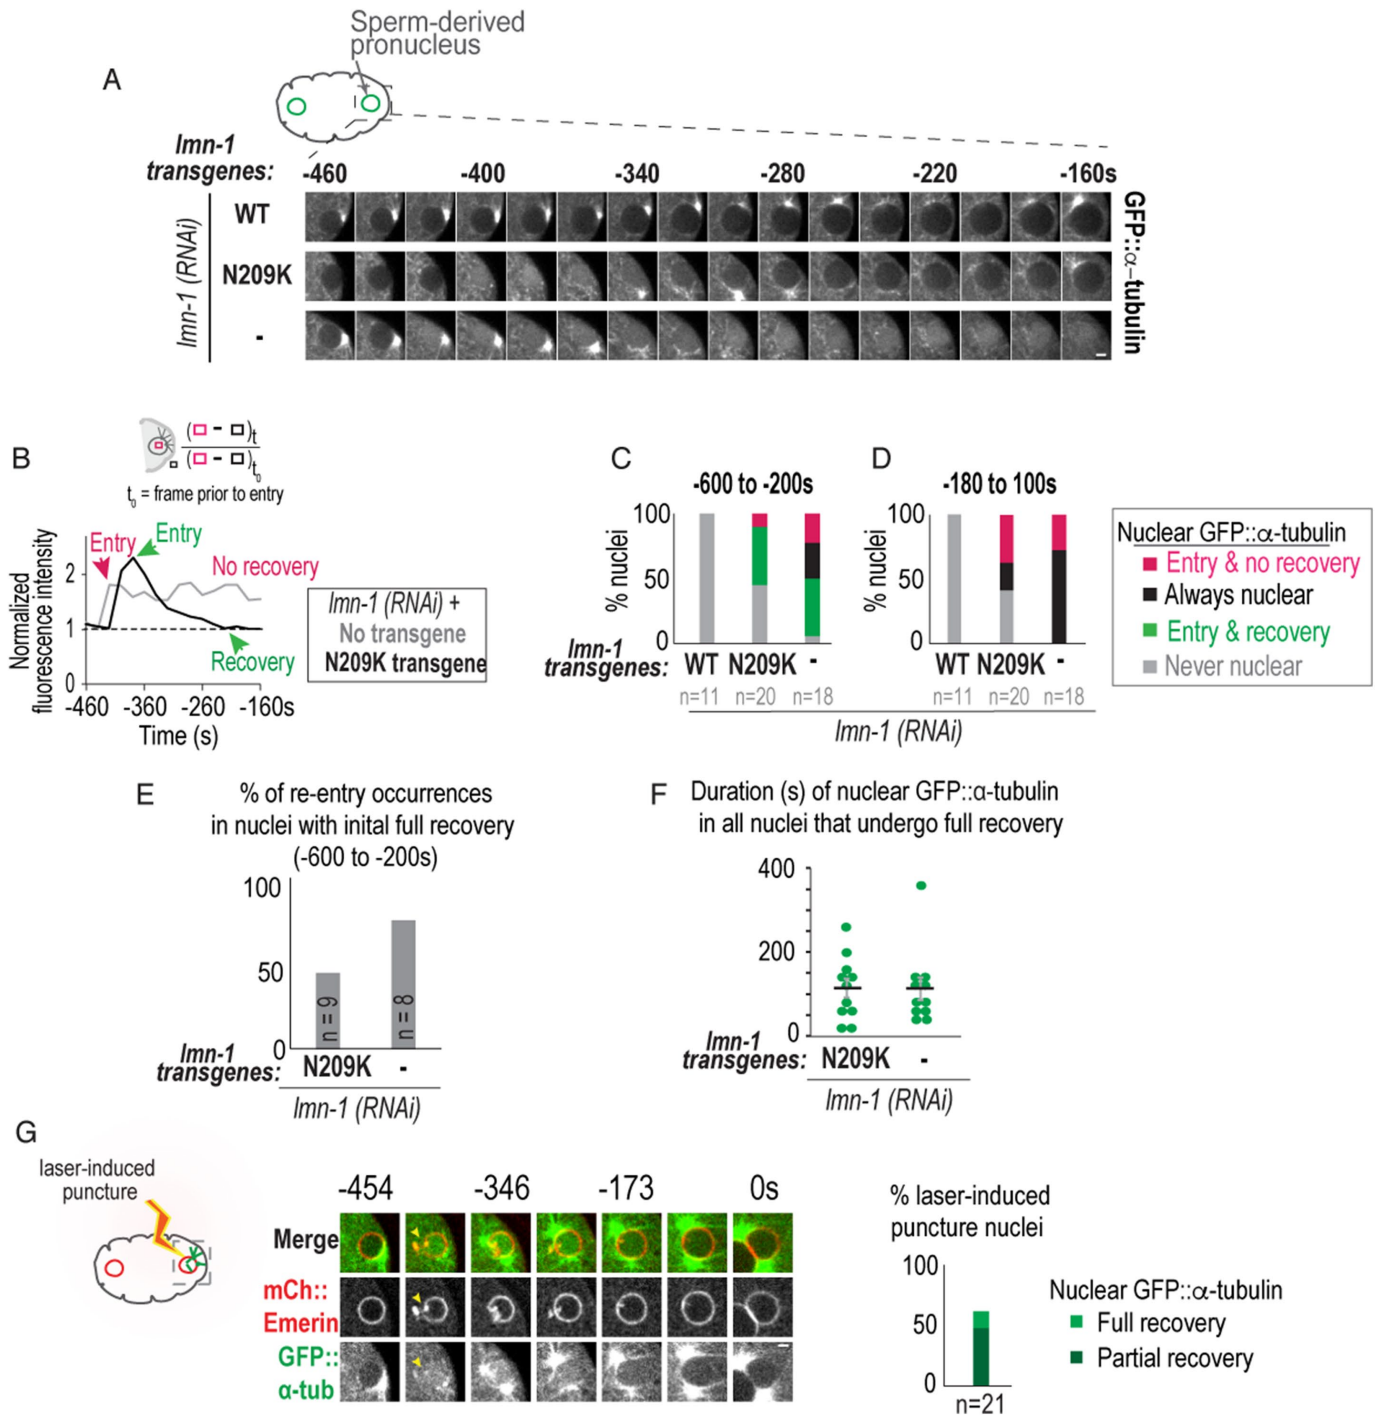 A
Sperm-derived
pronucleus
lmn-1
transgenes:
-460 -400 -340 -280 -220 -160s
lmn-1 (RNAi)
WT
N209K
-
GFP::α–tubulin
B
( - )t
( - )t0
t0 = frame prior to entry
Normalized
fluorescence intensity
Entry
Entry
No recovery
Recovery
2
1
0
-460 -360 -260 -160s
Time (s)
lmn-1 (RNAi) +
No transgene
N209K transgene
C
-600 to -200s
% nuclei
100
50
0
lmn-1
transgenes:
WT N209K -
n=11 n=20 n=18
D
-180 to 100s
% nuclei
100
50
0
WT N209K -
n=11 n=20 n=18
lmn-1 (RNAi)
Nuclear GFP::α-tubulin
Entry & no recovery
Always nuclear
Entry & recovery
Never nuclear
E
% of re-entry occurrences
in nuclei with inital full recovery
(-600 to -200s)
100
50
0
n = 9
n = 8
lmn-1
transgenes:
N209K -
lmn-1 (RNAi)
F
Duration (s) of nuclear GFP::α-tubulin
in all nuclei that undergo full recovery
400
200
0
lmn-1
transgenes:
N209K -
lmn-1 (RNAi)
G
laser-induced
puncture
-454 -346 -173 0s
Merge
mCh::
Emerin
GFP::
α-tub
% laser-induced
puncture nuclei
100
50
0
n=21
Nuclear GFP::α-tubulin
Full recovery
Partial recovery